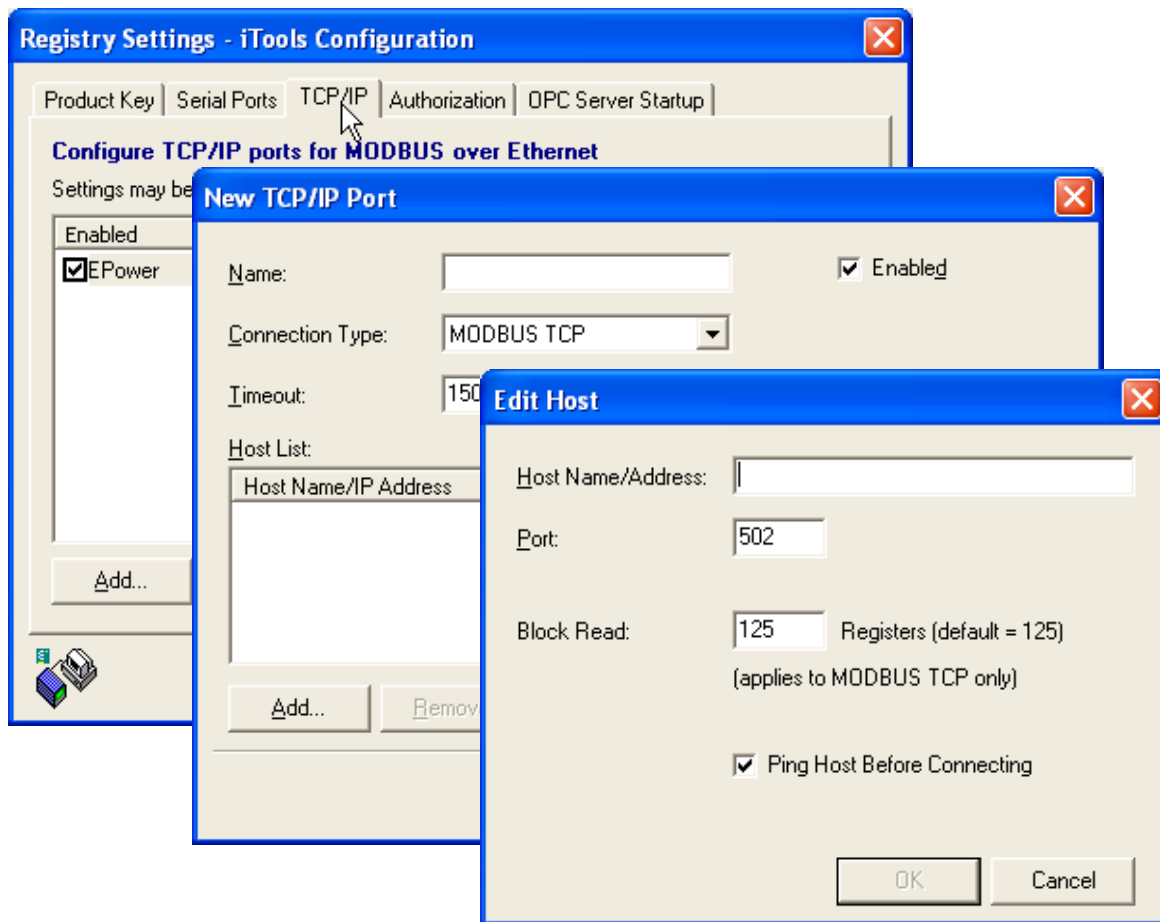 Registry Settings - iTools Configuration
Product Key Serial Ports TCP/IP Authorization OPC Server Startup
Configure TCP/IP ports for MODBUS over Ethernet
Settings may be
Enabled
EPower
Add...
New TCP/IP Port
Name:
Enabled
Connection Type: MODBUS TCP
Timeout: 150
Host List:
Host Name/IP Address
Add... Remov
Edit Host
Host Name/Address:
Port: 502
Block Read: 125 Registers (default = 125)
(applies to MODBUS TCP only)
Ping Host Before Connecting
OK Cancel